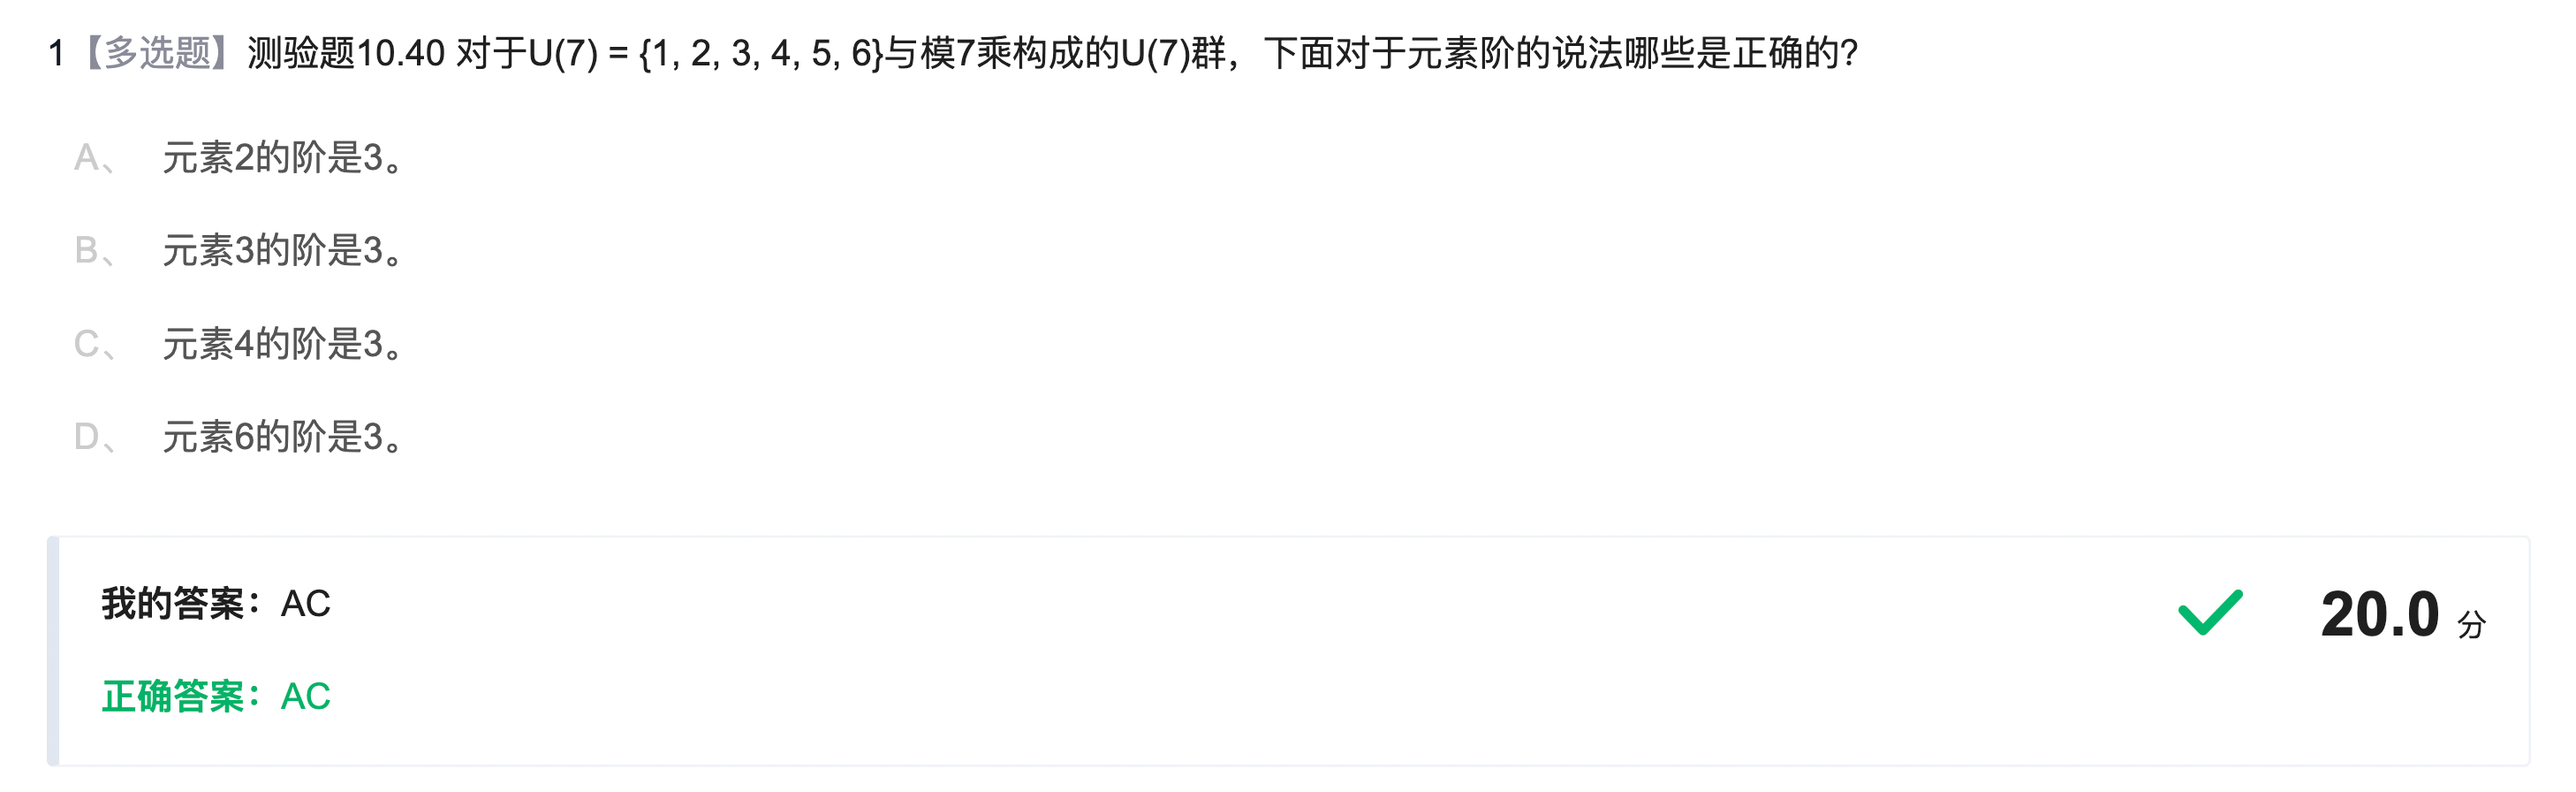 1【多选题】测验题10.40 对于U(7) = {1, 2, 3, 4, 5, 6}与模7乘构成的U(7)群，下面对于元素阶的说法哪些是正确的?
A、 元素2的阶是3。
B、 元素3的阶是3。
C、 元素4的阶是3。
D、 元素6的阶是3。
我的答案：AC 20.0 分
正确答案：AC